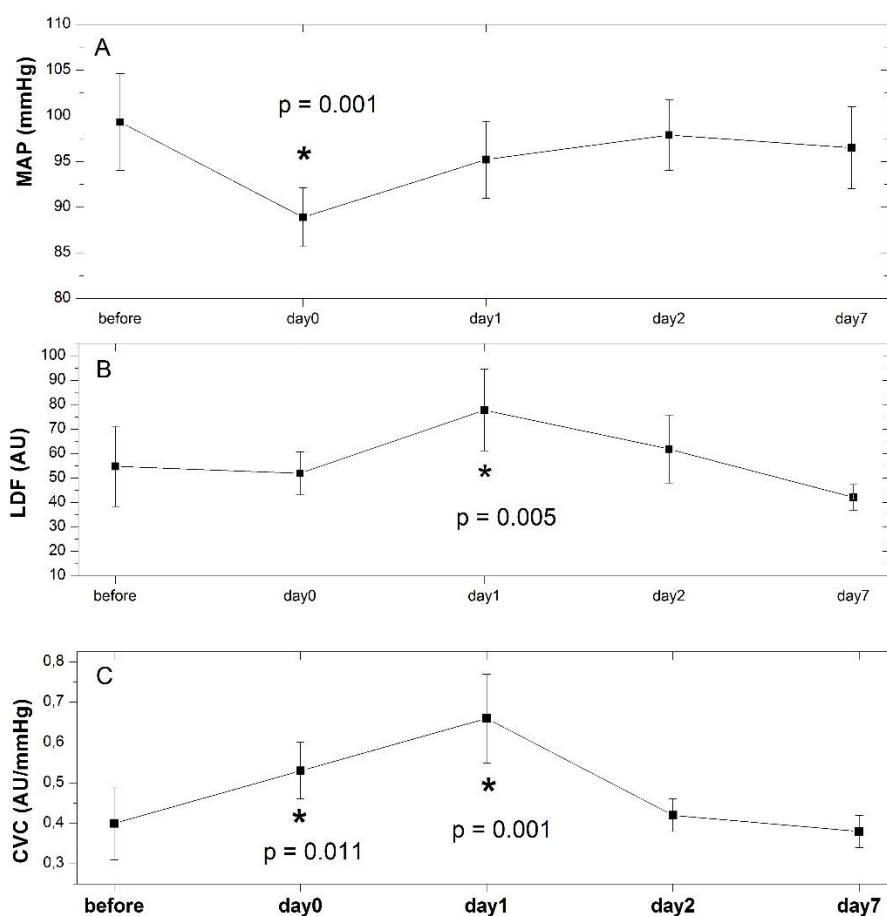 A
MAP (mmHg)
110
105
100
95
90
85
80
p = 0.001
*
before day0 day1 day2 day7
B
LDF (AU)
100
90
80
70
60
50
40
30
20
10
*
p = 0.005
before day0 day1 day2 day7
C
CVC (AU/mmHg)
0,8
0,7
0,6
0,5
0,4
0,3
* *
p = 0.011 p = 0.001
before day0 day1 day2 day7